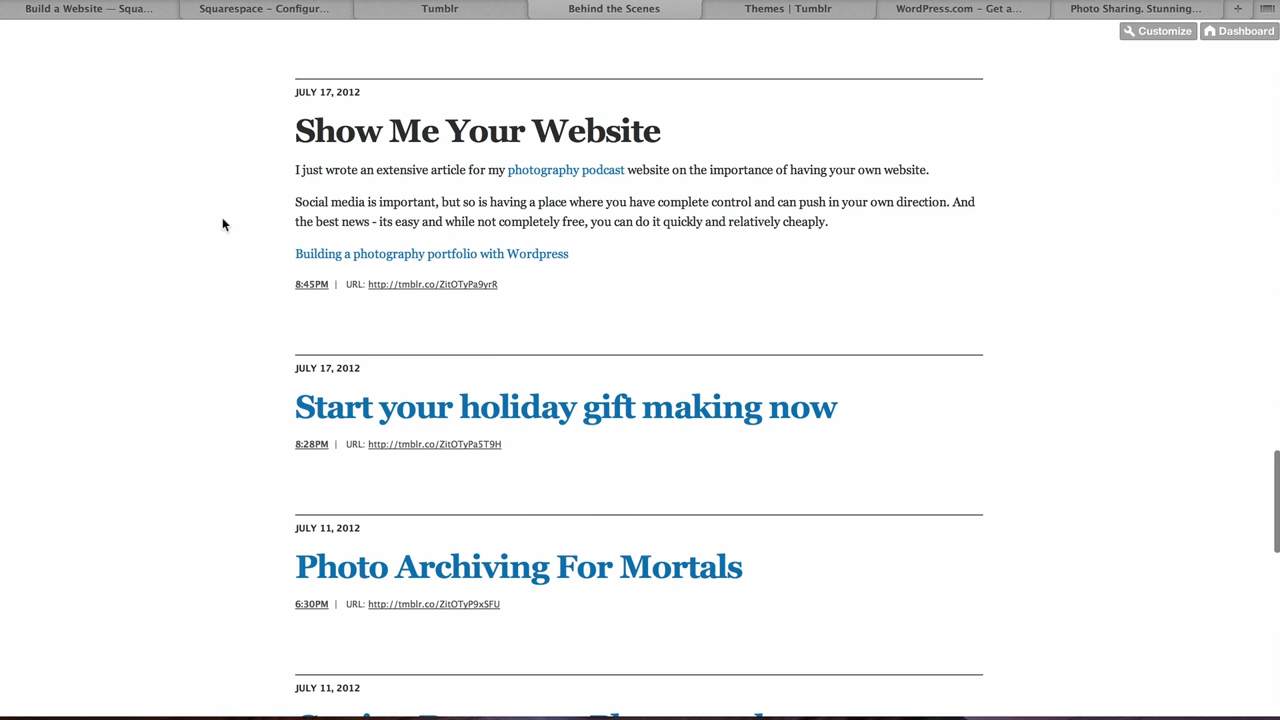 Build a Website — Squa...
Squarespace – Configur...
Tumblr
Behind the Scenes
Themes | Tumblr
WordPress.com – Get a...
Photo Sharing. Stunning...
Customize
Dashboard
JULY 17, 2012
Show Me Your Website
I just wrote an extensive article for my photography podcast website on the importance of having your own website.
Social media is important, but so is having a place where you have complete control and can push in your own direction. And
the best news - its easy and while not completely free, you can do it quickly and relatively cheaply.
Building a photography portfolio with Wordpress
8:45PM | URL: http://tmblr.co/ZitOTyPa9yrR
JULY 17, 2012
Start your holiday gift making now
8:28PM | URL: http://tmblr.co/ZitOTyPa5T9H
JULY 11, 2012
Photo Archiving For Mortals
6:30PM | URL: http://tmblr.co/ZitOTyP9xSFU
JULY 11, 2012